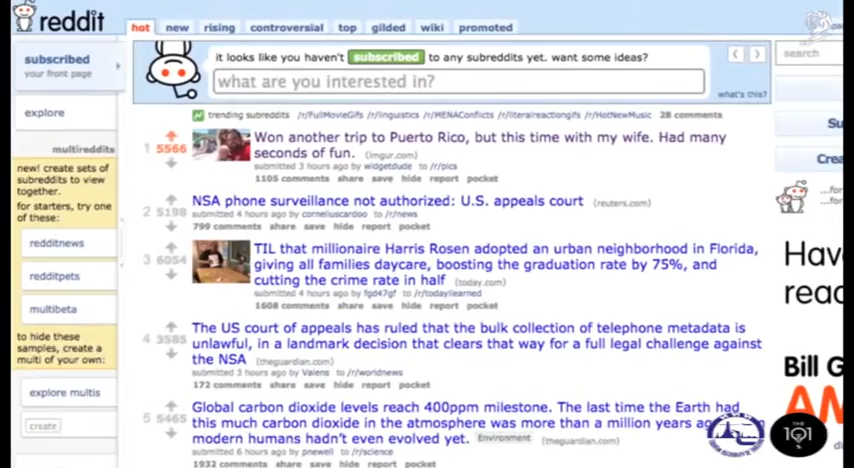 reddit
hot new rising controversial top gilded wiki promoted
subscribed
your front page
explore
multireddits
new! create sets of
subreddits to view
together.
for starters, try one
of these:
redditnews
redditpets
multibeta
to hide these
samples, create a
multi of your own:
explore multis
create
it looks like you haven't subscribed to any subreddits yet. want some ideas?
what are you interested in?
what's this?
trending subreddits /r/FullMovieGifs /r/linguistics /r/MENAConflicts /r/literalreactiongifs /r/HotNewMusic 28 comments
1 5566
Won another trip to Puerto Rico, but this time with my wife. Had many
seconds of fun. (imgur.com)
submitted 3 hours ago by widgetdude to /r/pics
1105 comments share save hide report pocket
2 5198
NSA phone surveillance not authorized: U.S. appeals court (reuters.com)
submitted 4 hours ago by corneliuscardoo to /r/news
799 comments share save hide report pocket
3 6054
TIL that millionaire Harris Rosen adopted an urban neighborhood in Florida,
giving all families daycare, boosting the graduation rate by 75%, and
cutting the crime rate in half (today.com)
submitted 4 hours ago by fgd47gf to /r/todayilearned
1608 comments share save hide report pocket
4 3585
The US court of appeals has ruled that the bulk collection of telephone metadata is
unlawful, in a landmark decision that clears that way for a full legal challenge against
the NSA (theguardian.com)
submitted 3 hours ago by Valens to /r/worldnews
172 comments share save hide report pocket
5 5465
Global carbon dioxide levels reach 400ppm milestone. The last time the Earth had
this much carbon dioxide in the atmosphere was more than a million years
modern humans hadn't even evolved yet. Environment (theguardian.com)
submitted 6 hours ago by pnewell to /r/science
1932 comments share save hide report pocket
search
Su
Crea
...for
...for
Hav
reac
Bill G
AN
THE
101